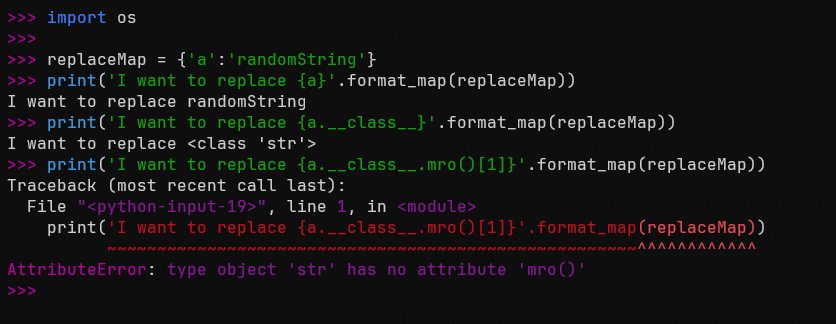 >>> import os
>>>
>>> replaceMap = {'a':'randomString'}
>>> print('I want to replace {a}'.format_map(replaceMap))
I want to replace randomString
>>> print('I want to replace {a.__class__}'.format_map(replaceMap))
I want to replace <class 'str'>
>>> print('I want to replace {a.__class__.mro()[1]}'.format_map(replaceMap))
Traceback (most recent call last):
  File "<python-input-19>", line 1, in <module>
    print('I want to replace {a.__class__.mro()[1]}'.format_map(replaceMap))
          ~~~~~~~~~~~~~~~~~~~~~~~~~~~~~~~~~~~~~~~~~~~~~~~~~~~~~^^^^^^^^^^^^
AttributeError: type object 'str' has no attribute 'mro()'
>>>